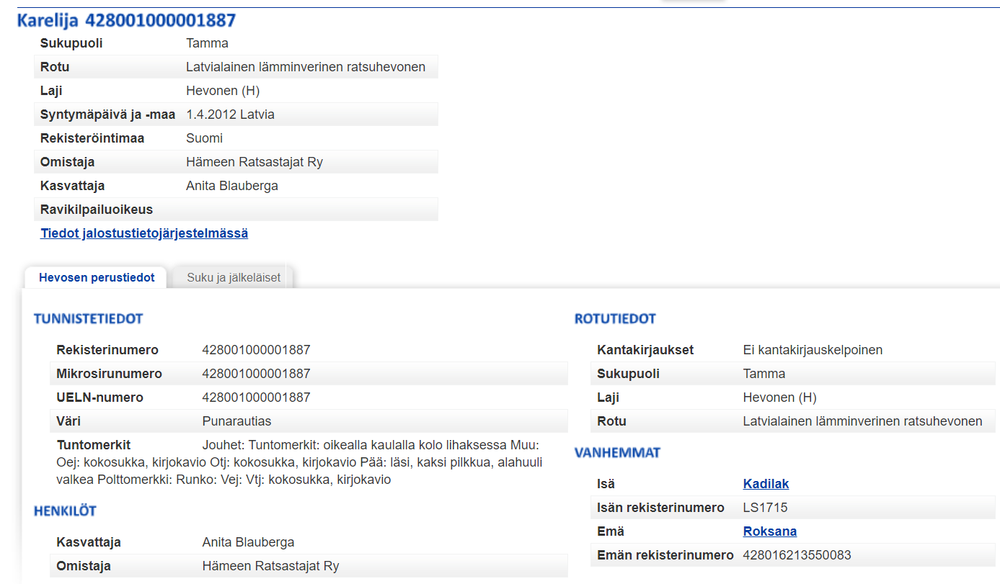 Karelija 428001000001887
Sukupuoli Tamma
Rotu Latvialainen lämminverinen ratsuhevonen
Laji Hevonen (H)
Syntymäpäivä ja -maa 1.4.2012 Latvia
Rekisteröintimaa Suomi
Omistaja Hämeen Ratsastajat Ry
Kasvattaja Anita Blauberga
Ravikilpailuoikeus
Tiedot jalostustietojärjestelmässä
Hevosen perustiedot Suku ja jälkeläiset
TUNNISTETIEDOT
Rekisterinumero 428001000001887
Mikrosirunumero 428001000001887
UELN-numero 428001000001887
Väri Punarautias
Tuntomerkit Jouhet: Tuntomerkit: oikealla kaulalla kolo lihaksessa Muu:
Oej: kokosukka, kirjokavio Otj: kokosukka, kirjokavio Pää: läsi, kaksi pilkkua, alahuuli
valkea Polttomerkki: Runko: Vej: Vtj: kokosukka, kirjokavio
HENKILÖT
Kasvattaja Anita Blauberga
Omistaja Hämeen Ratsastajat Ry
ROTUTIEDOT
Kantakirjaukset Ei kantakirjauskelpoinen
Sukupuoli Tamma
Laji Hevonen (H)
Rotu Latvialainen lämminverinen ratsuhevonen
VANHEMMAT
Isä Kadilak
Isän rekisterinumero LS1715
Emä Roksana
Emän rekisterinumero 428016213550083